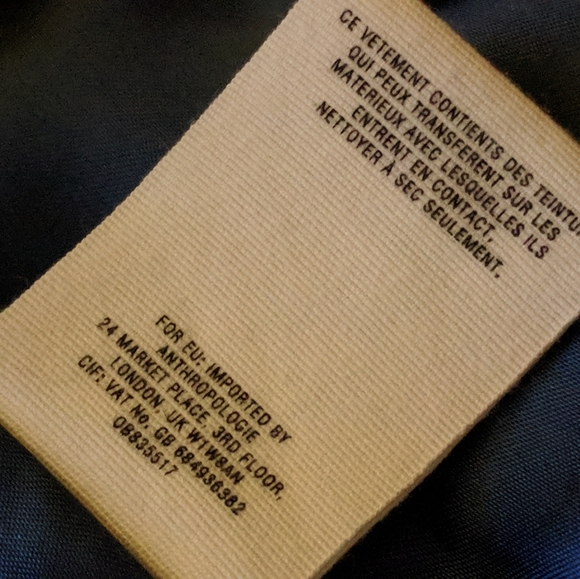 CE VETEMENT CONTIENTS DES TEINTU
QUI PEUX TRANSFERENT SUR LES
MATERIEUX AVEC LESQUELLES ILS
ENTRENT EN CONTACT,
NETTOYER À SEC SEULEMENT,
FOR EU: IMPORTED BY
ANTHROPOLOGIE
24 MARKET PLACE, 3RD FLOOR,
LONDON UK W1W8AN
CIF: VAT No. GB 684936382
OB835517